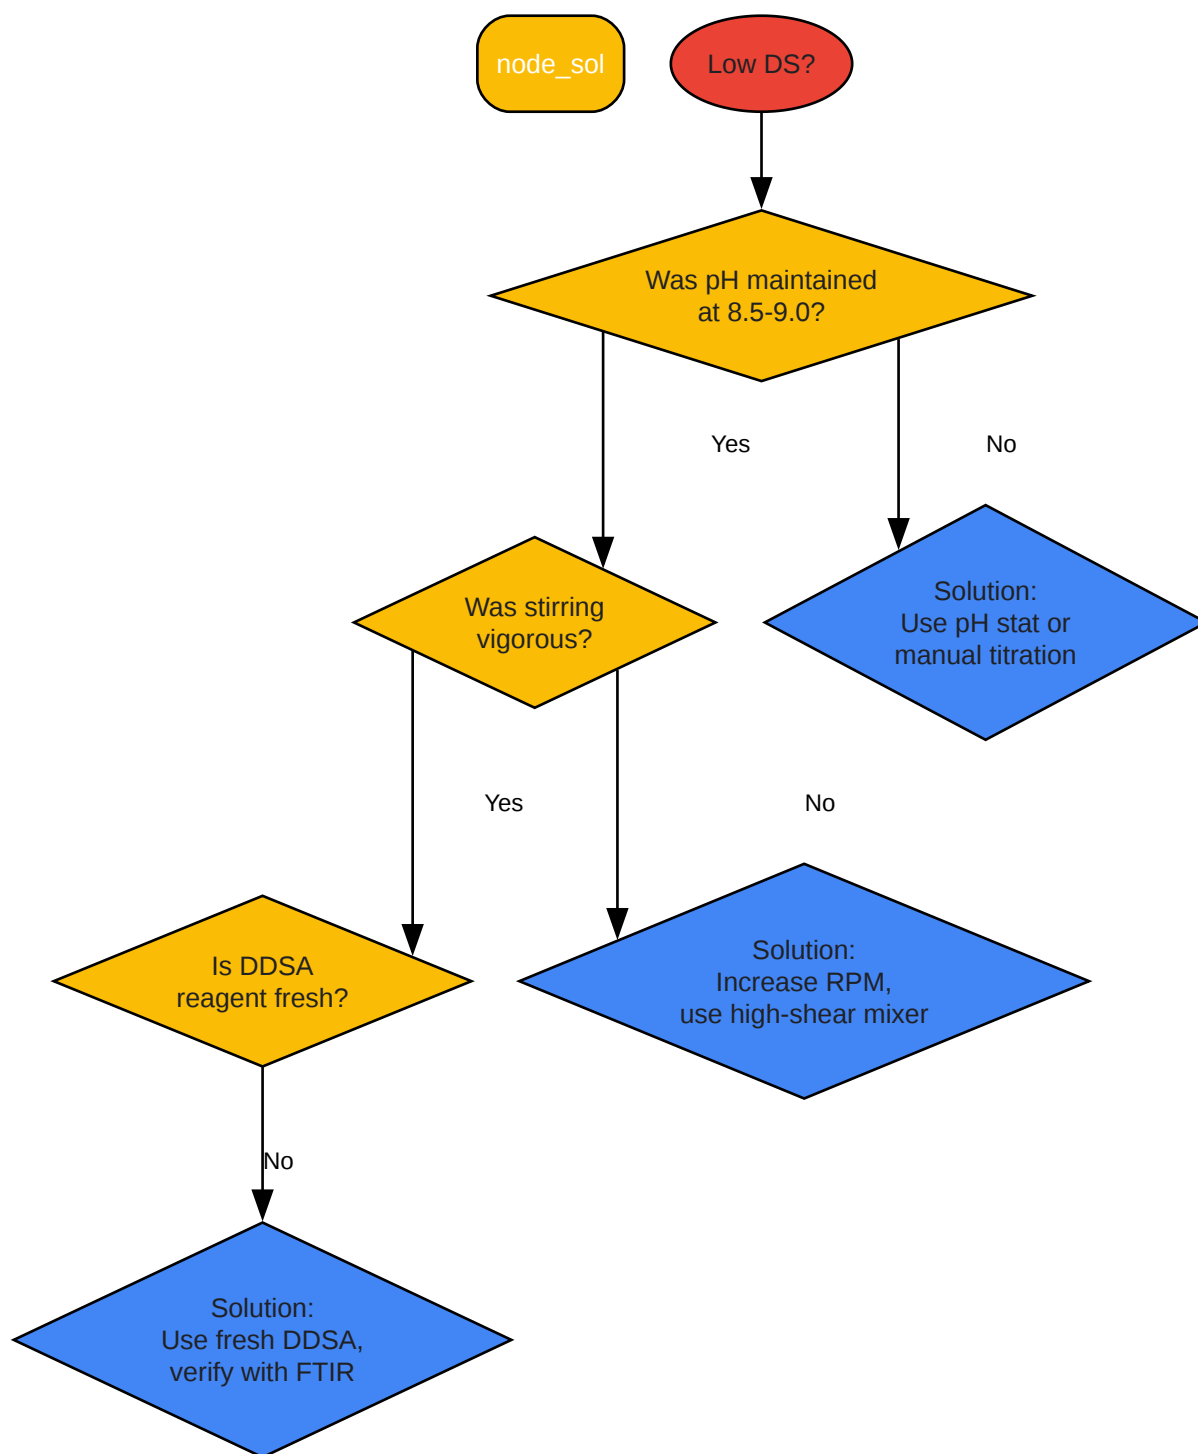 node_sol
Low DS?
Was pH maintained
at 8.5-9.0?
Yes
No
Was stirring
vigorous?
Solution:
Use pH stat or
manual titration
Yes
No
Is DDSA
reagent fresh?
Solution:
Increase RPM,
use high-shear mixer
No
Solution:
Use fresh DDSA,
verify with FTIR